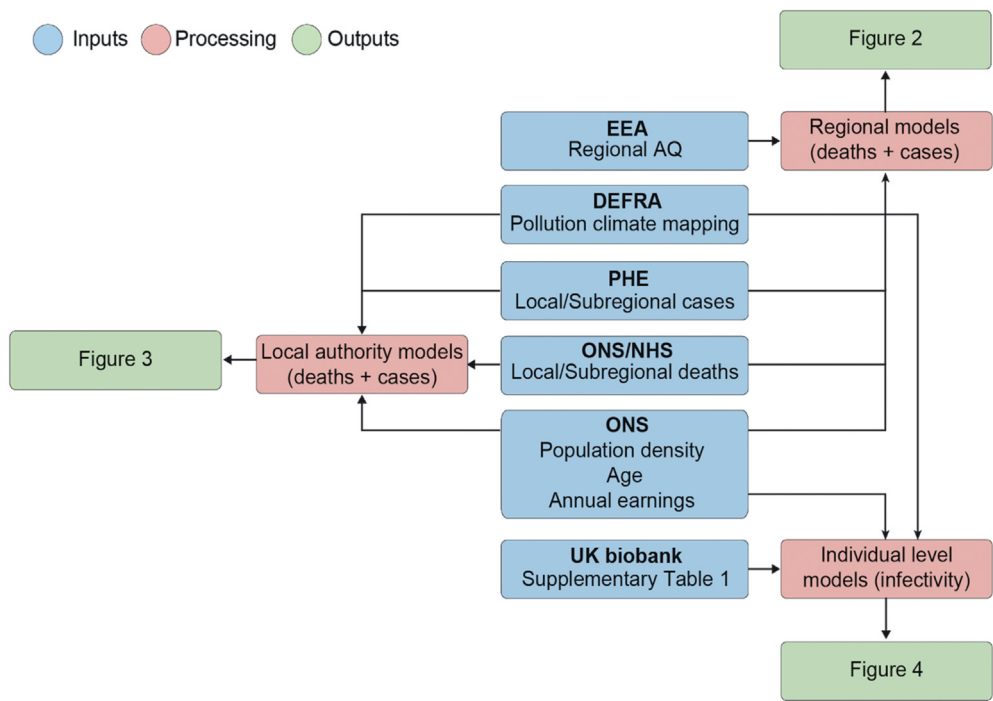 Inputs
Processing
Outputs
Figure 2
EEA
Regional AQ
Regional models
(deaths + cases)
DEFRA
Pollution climate mapping
PHE
Local/Subregional cases
Figure 3
Local authority models
(deaths + cases)
ONS/NHS
Local/Subregional deaths
ONS
Population density
Age
Annual earnings
UK biobank
Supplementary Table 1
Individual level
models (infectivity)
Figure 4